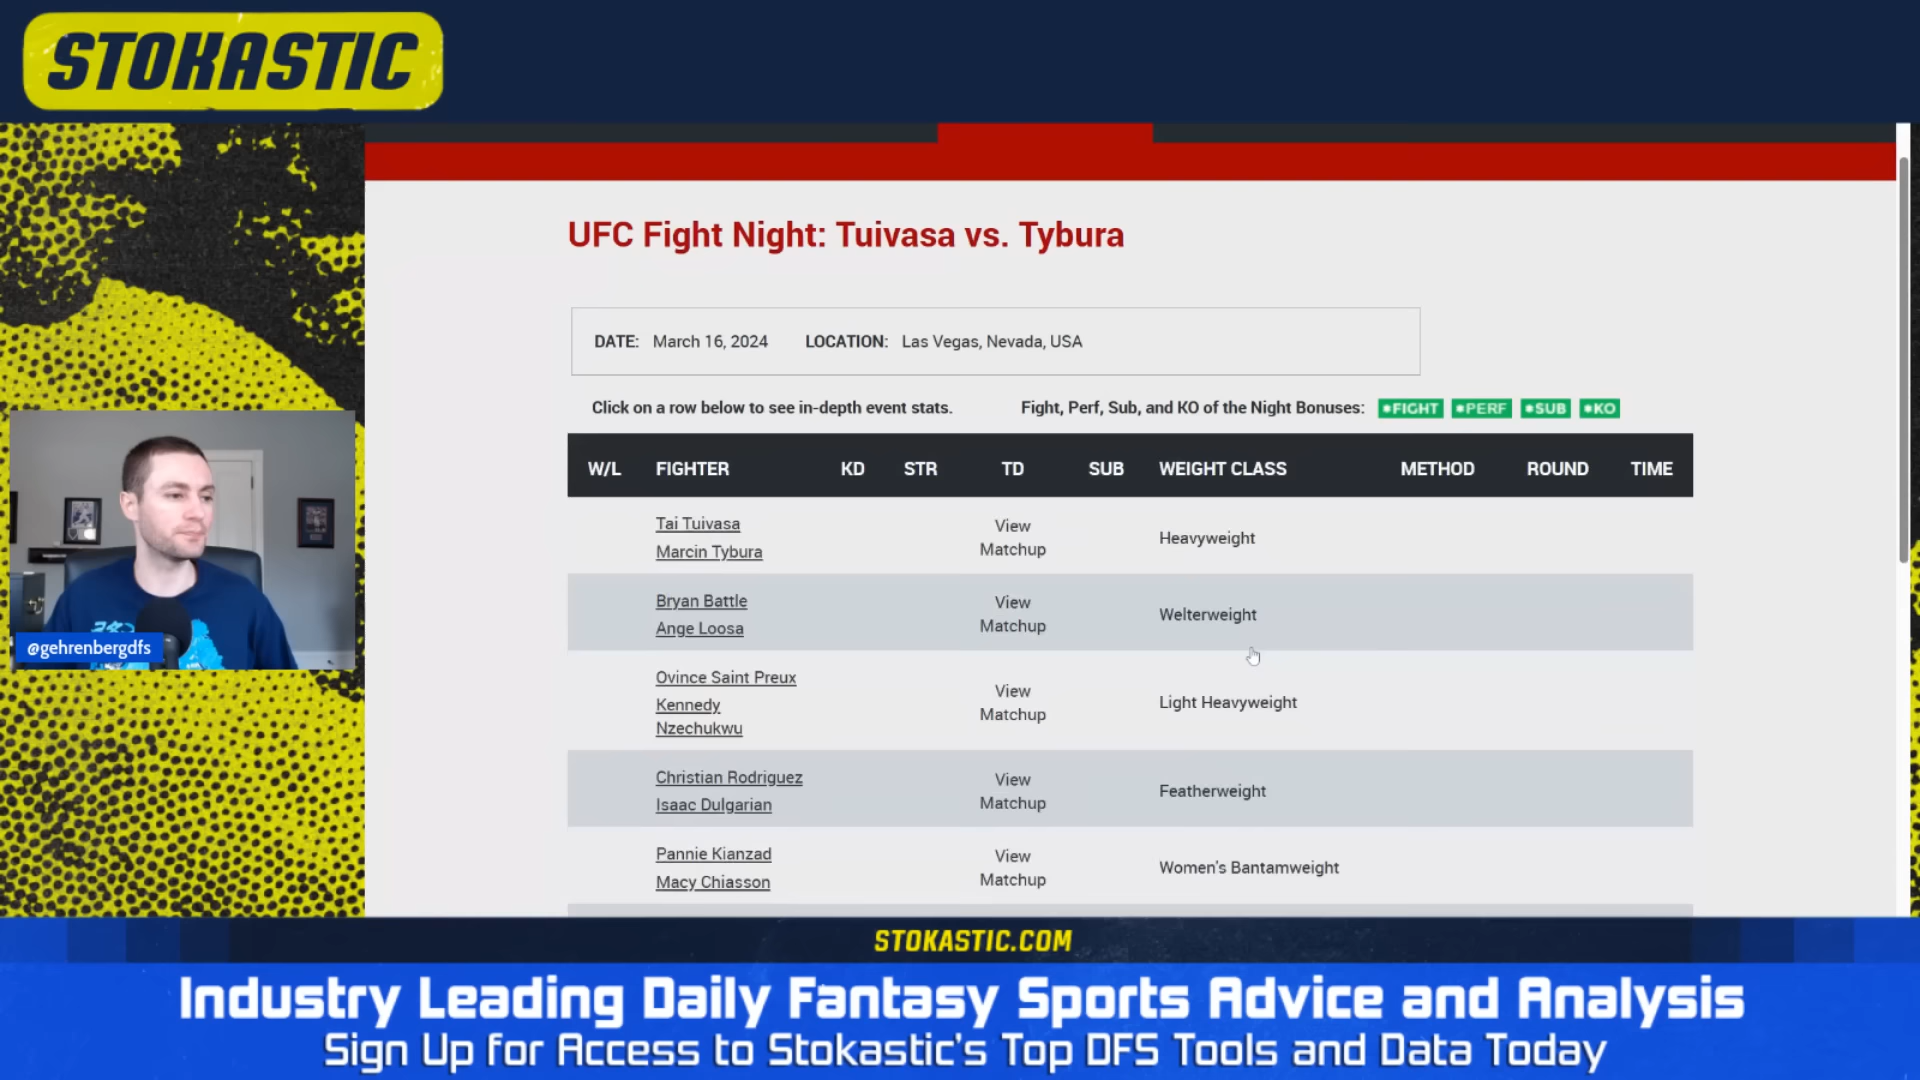 STOKASTIC
UFC Fight Night: Tuivasa vs. Tybura
DATE: March 16, 2024 LOCATION: Las Vegas, Nevada, USA
Click on a row below to see in-depth event stats. Fight, Perf, Sub, and KO of the Night Bonuses: FIGHT PERF SUB KO
W/L FIGHTER KD STR TD SUB WEIGHT CLASS METHOD ROUND TIME
Tai Tuivasa
Marcin Tybura
View
Matchup
Heavyweight
Bryan Battle
Ange Loosa
View
Matchup
Welterweight
Ovince Saint Preux
Kennedy
Nzechukwu
View
Matchup
Light Heavyweight
Christian Rodriguez
Isaac Dulgarian
View
Matchup
Featherweight
Pannie Kianzad
Macy Chiasson
View
Matchup
Women's Bantamweight
@gehrenbergdfs
STOKASTIC.COM
Industry Leading Daily Fantasy Sports Advice and Analysis
Sign Up for Access to Stokastic's Top DFS Tools and Data Today